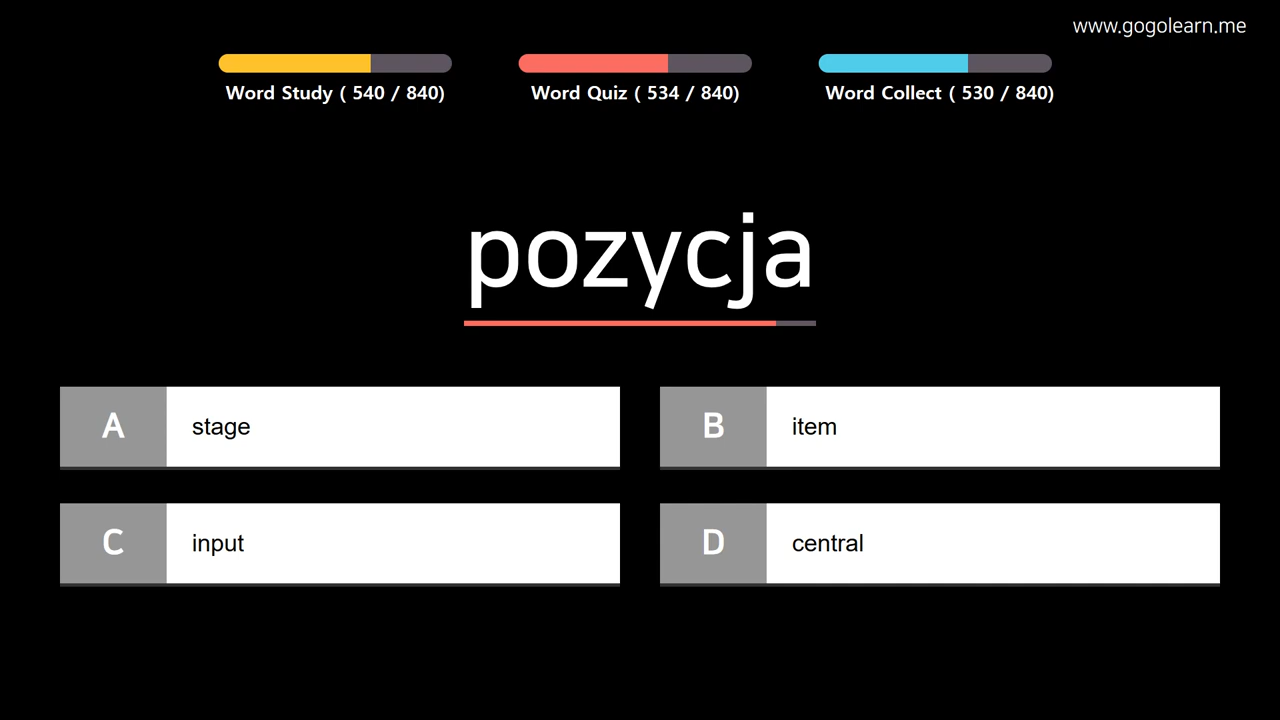 www.gogolearn.me
Word Study ( 540 / 840)
Word Quiz ( 534 / 840)
Word Collect ( 530 / 840)
pozycja
A stage
B item
C input
D central